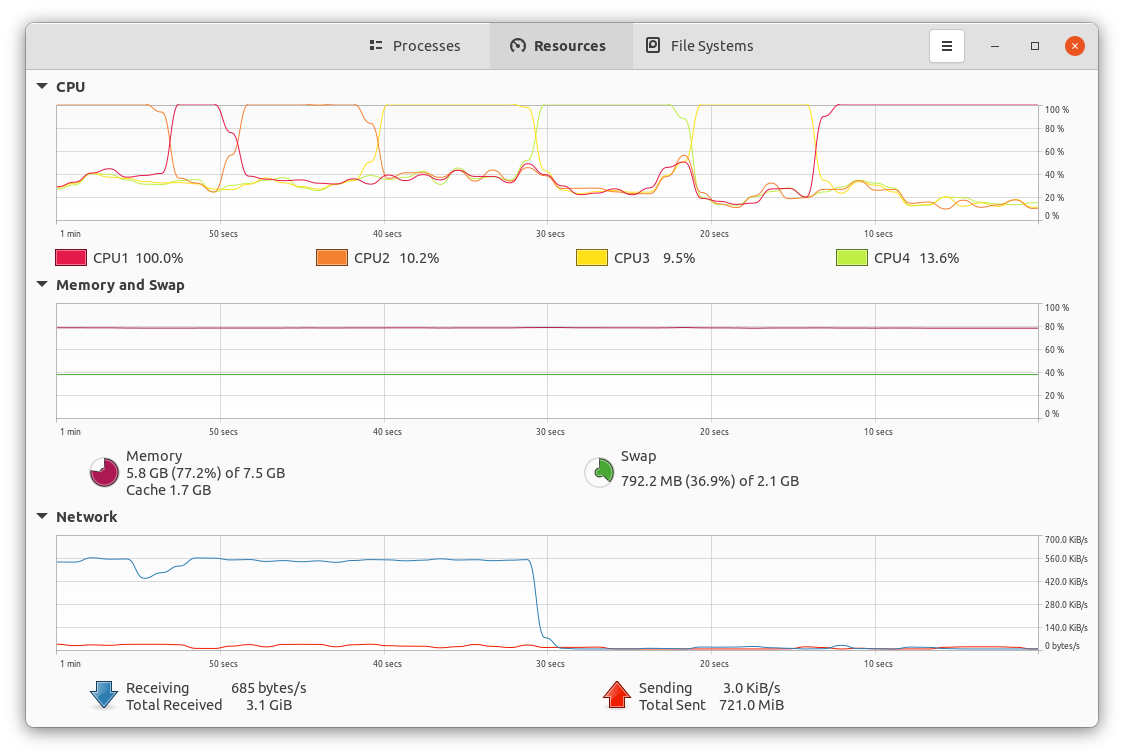 Processes Resources File Systems
CPU
100 %
80 %
60 %
40 %
20 %
0 %
1 min 50 secs 40 secs 30 secs 20 secs 10 secs
CPU1 100.0% CPU2 10.2% CPU3 9.5% CPU4 13.6%
Memory and Swap
100 %
80 %
60 %
40 %
20 %
0 %
1 min 50 secs 40 secs 30 secs 20 secs 10 secs
Memory
5.8 GB (77.2%) of 7.5 GB
Cache 1.7 GB
Swap
792.2 MB (36.9%) of 2.1 GB
Network
700.0 KiB/s
560.0 KiB/s
420.0 KiB/s
280.0 KiB/s
140.0 KiB/s
0 bytes/s
1 min 50 secs 40 secs 30 secs 20 secs 10 secs
Receiving 685 bytes/s
Total Received 3.1 GiB
Sending 3.0 KiB/s
Total Sent 721.0 MiB